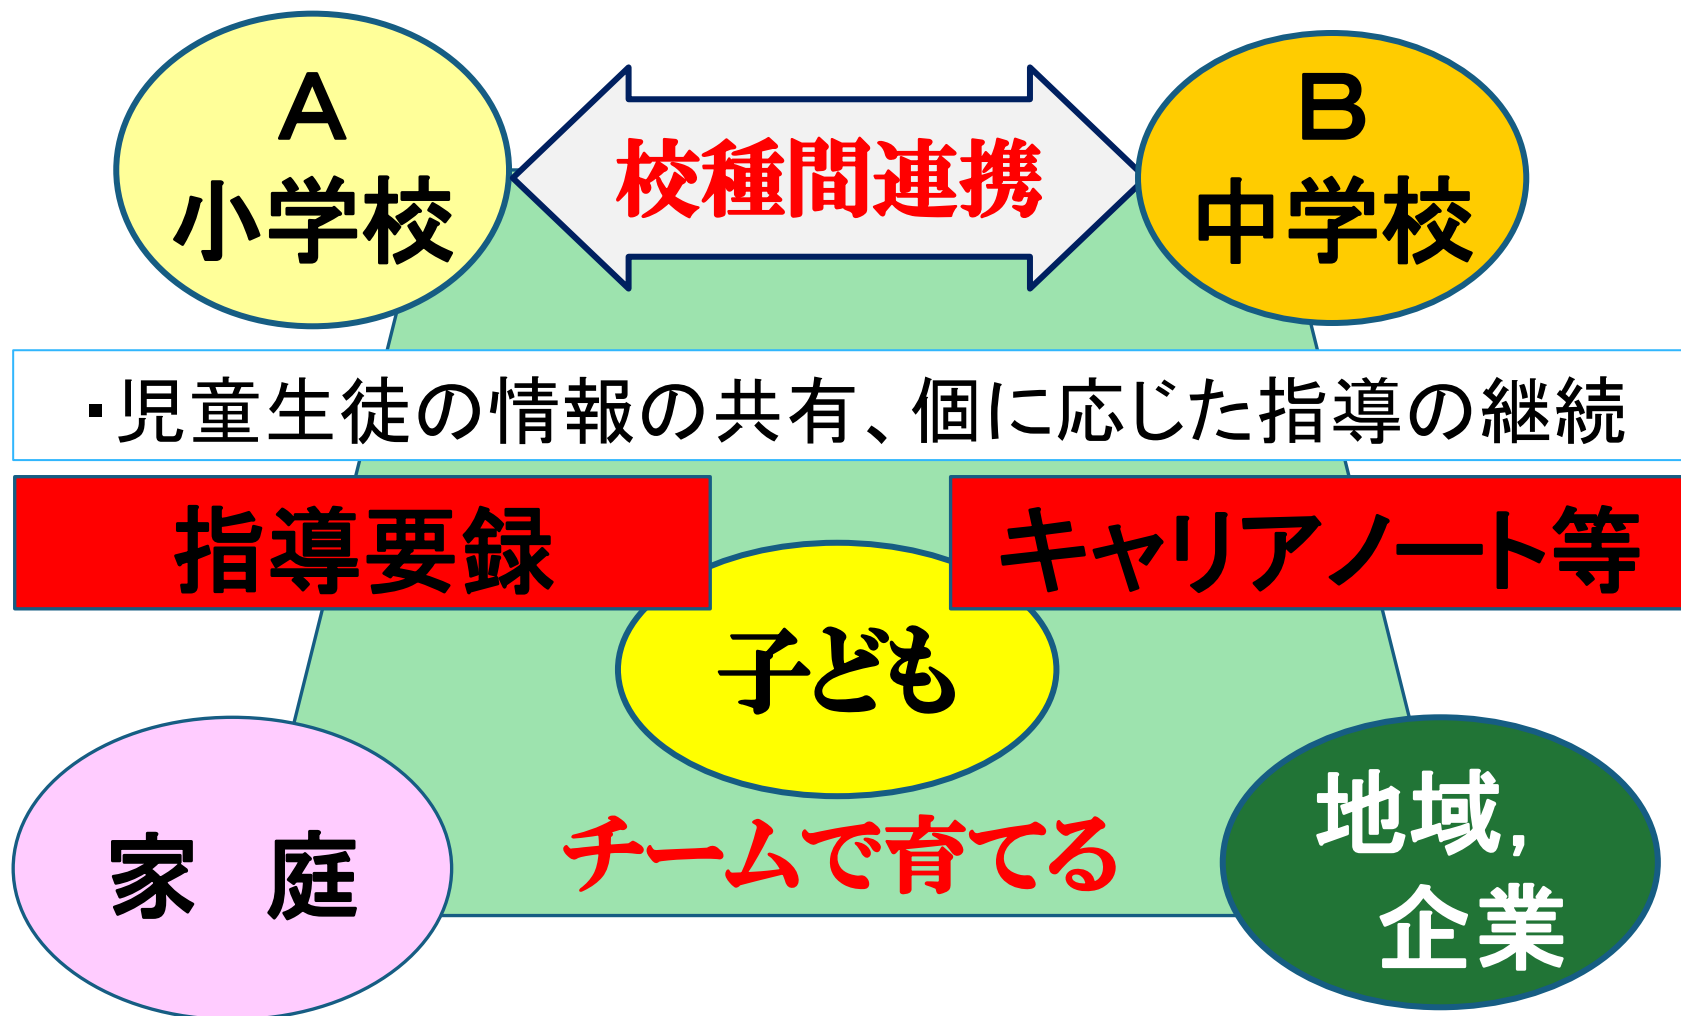 A
小学校
校種間連携
B
中学校
・児童生徒の情報の共有、個に応じた指導の継続
指導要録
キャリアノート等
子ども
チームで育てる
家　庭
地域，
企業